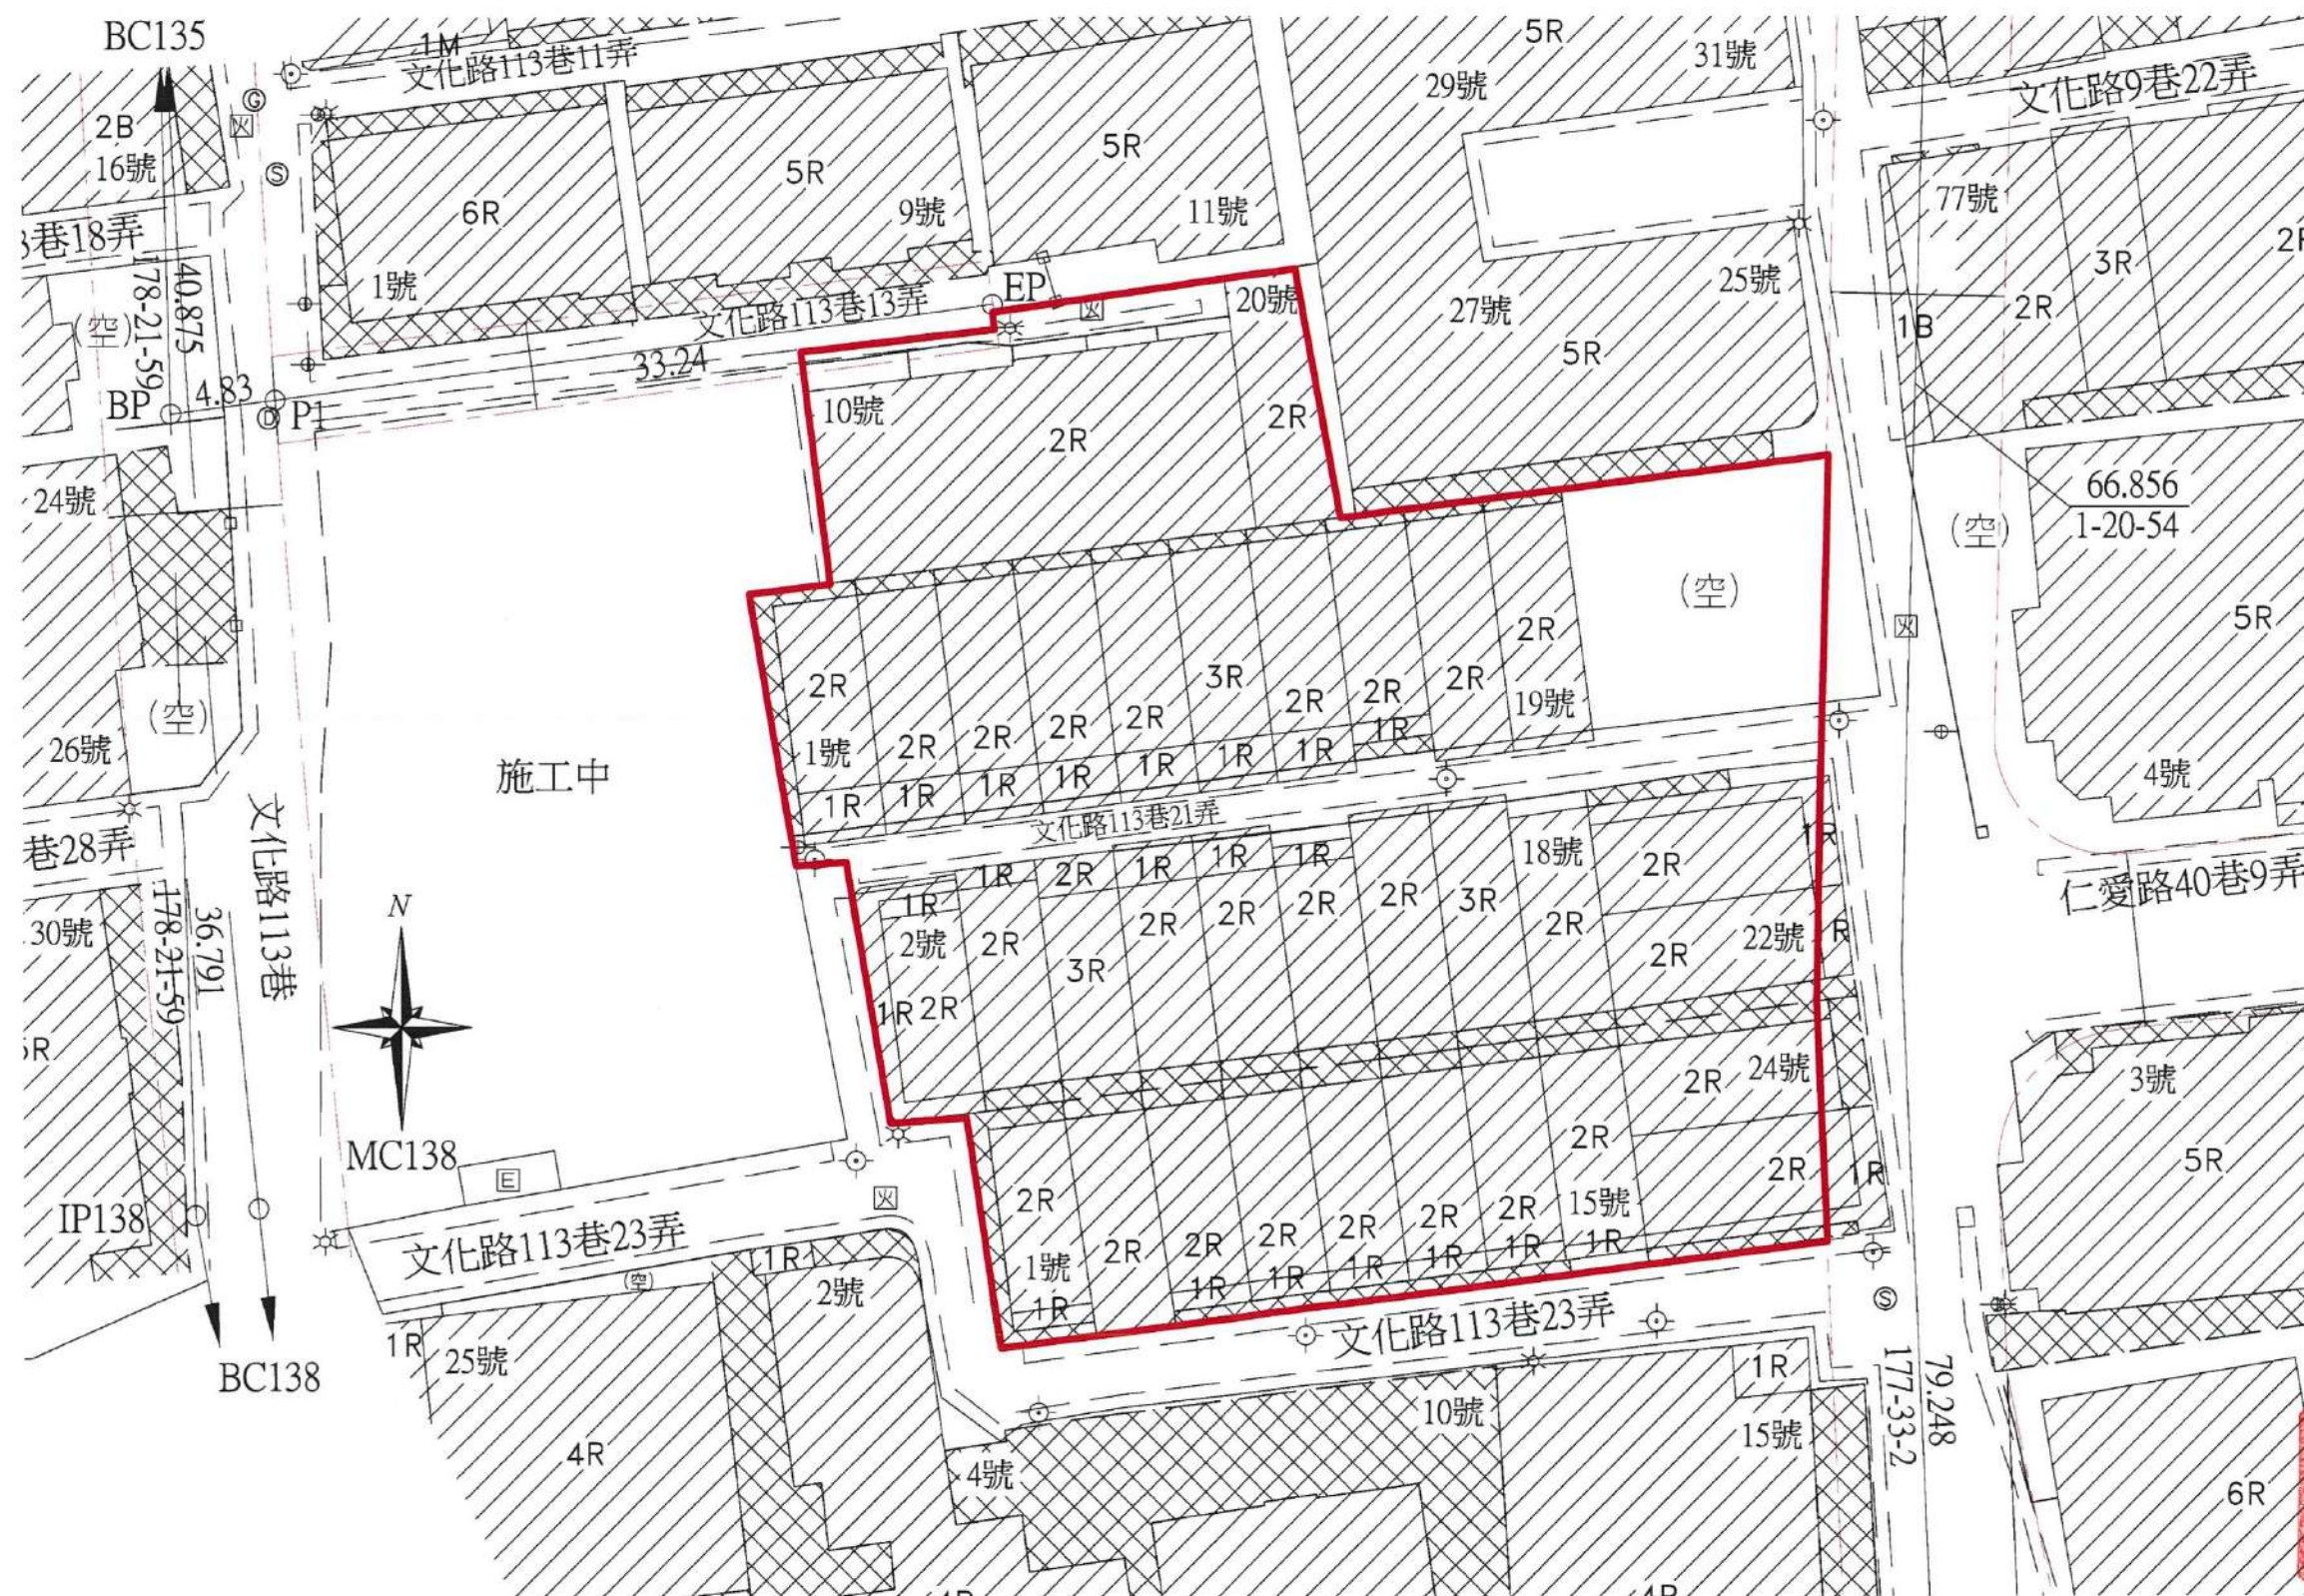 BC135
1M
文化路113巷11弄
5R
31號
29號
文化路9巷22弄
G
火
2B
16號
S
6R
5R
9號
5R
11號
77號
3R
巷18弄
1號
178-21-59
40.875
(空)
EP
火
文化路113巷13弄
20號
27號
25號
5R
2R
1B
33.24
BP
4.83
P1
D
10號
2R
2R
24號
66.856
1-20-54
(空)
(空)
5R
火
2R
2R
2R
2R
2R
2R
3R
2R
2R
2R
19號
1號
1R
1R
1R
1R
1R
1R
1R
1R
(空)
26號
施工中
4號
文化路113巷21弄
巷28弄
文化路113巷
仁愛路40巷9弄
18號
2R
1R
1R
2R
1R
1R
1R
1R
2號
2R
3R
2R
2R
2R
2R
3R
2R
2R
22號
R
1R
2R
30號
36.791
178-21-59
N
MC138
2R
24號
3號
5R
E
火
2R
1號
1R
2R
2R
2R
2R
2R
2R
2R
15號
1R
1R
1R
1R
1R
1R
2R
1R
IP138
文化路113巷23弄
(空)
1R
2號
文化路113巷23弄
S
BC138
1R
25號
4R
4號
10號
1R
15號
177-33-2
79.248
6R
4R
4R